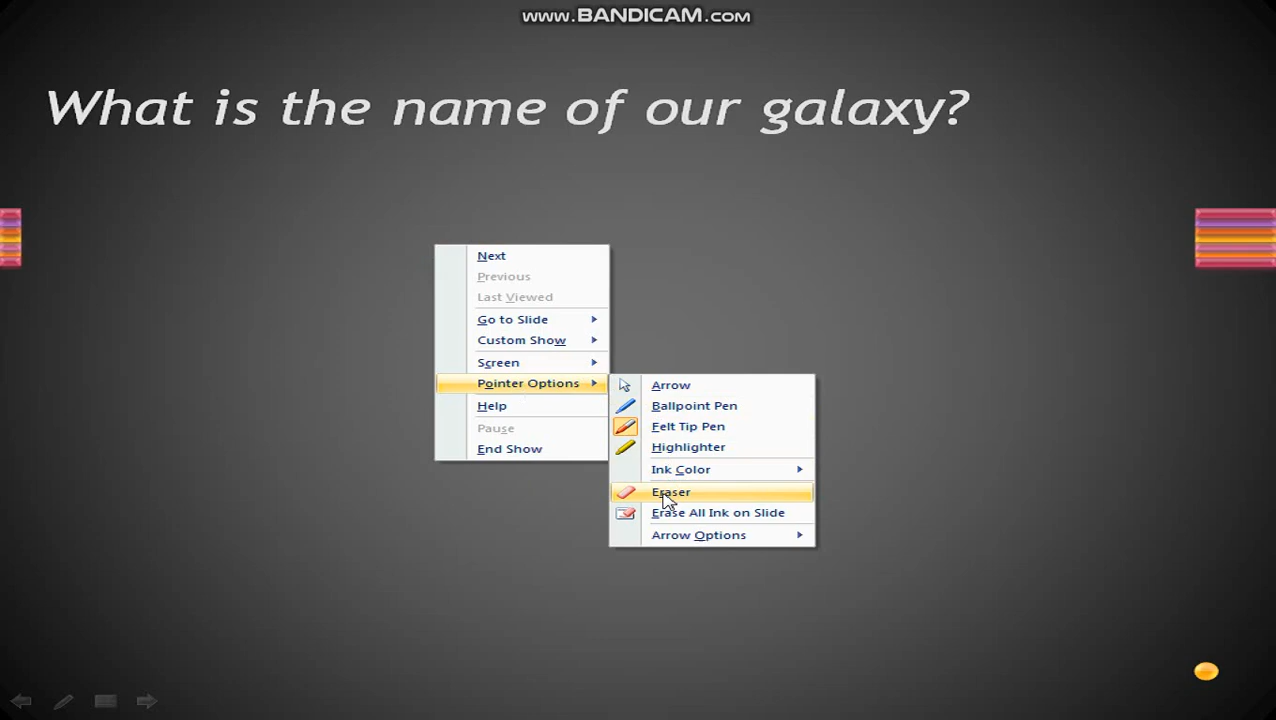 www.BANDICAM.com
What is the name of our galaxy?
Next
Previous
Last Viewed
Go to Slide
Custom Show
Screen
Pointer Options
Help
Pause
End Show
Arrow
Ballpoint Pen
Felt Tip Pen
Highlighter
Ink Color
Eraser
Erase All Ink on Slide
Arrow Options